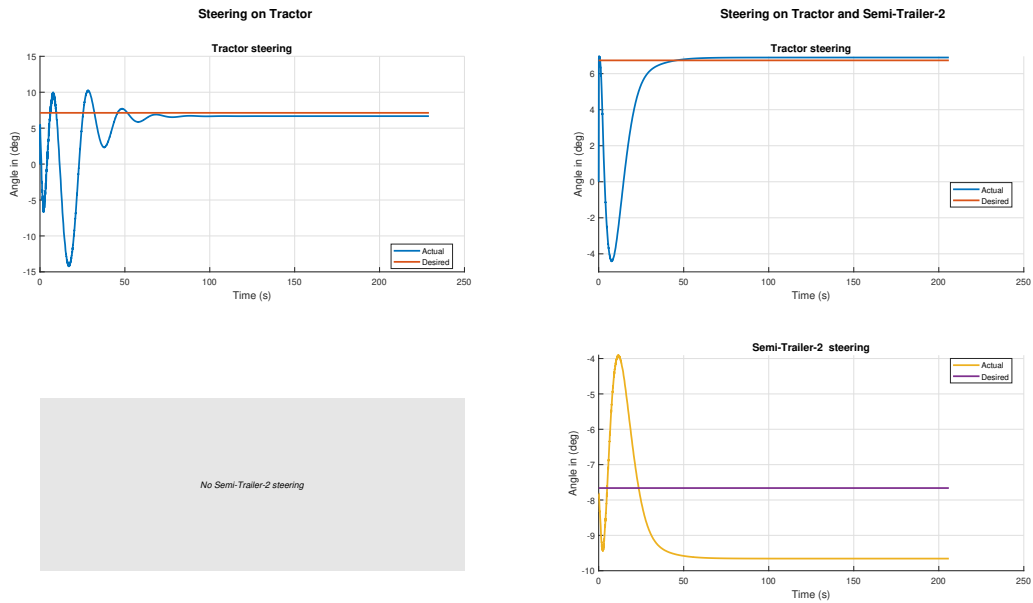 Steering on Tractor
Tractor steering
Angle in (deg)
15
10
5
0
-5
-10
-15
0
50
100
150
200
250
Time (s)
Actual
Desired
No Semi-Trailer-2 steering
Steering on Tractor and Semi-Trailer-2
Tractor steering
Angle in (deg)
6
4
2
0
-2
-4
0
50
100
150
200
250
Time (s)
Actual
Desired
Semi-Trailer-2 steering
Angle in (deg)
-4
-5
-6
-7
-8
-9
-10
0
50
100
150
200
250
Time (s)
Actual
Desired